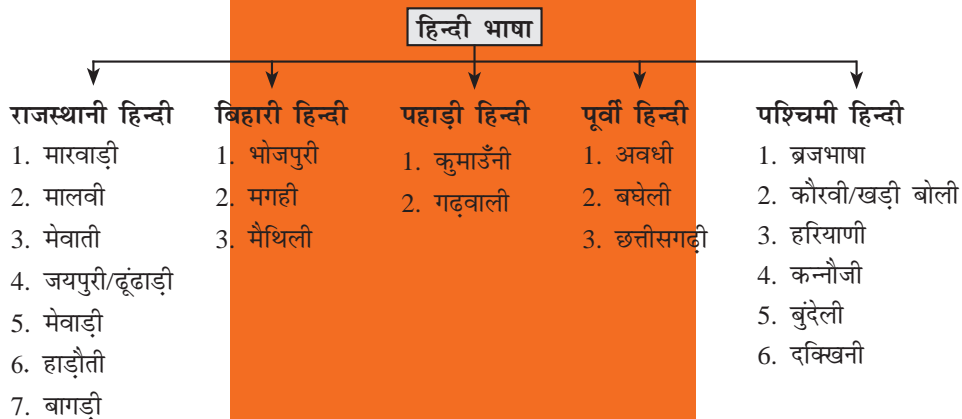 हिन्दी भाषा
राजस्थानी हिन्दी
1. मारवाड़ी
2. मालवी
3. मेवाती
4. जयपुरी/ढूंढाड़ी
5. मेवाड़ी
6. हाड़ौती
7. बागड़ी
बिहारी हिन्दी
1. भोजपुरी
2. मगही
3. मैथिली
पहाड़ी हिन्दी
1. कुमाउँनी
2. गढ़वाली
पूर्वी हिन्दी
1. अवधी
2. बघेली
3. छत्तीसगढ़ी
पश्चिमी हिन्दी
1. ब्रजभाषा
2. कौरवी/खड़ी बोली
3. हरियाणी
4. कन्नौजी
5. बुंदेली
6. दक्खिनी